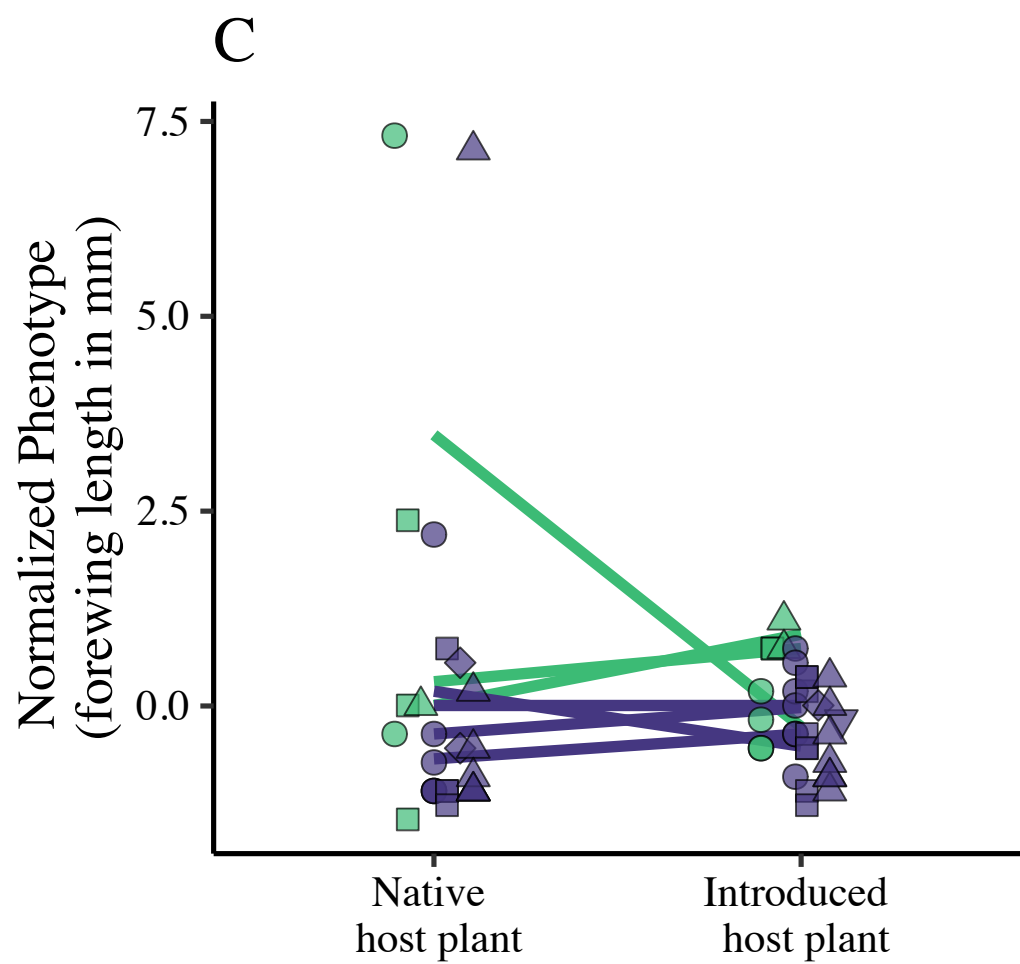 C
Normalized Phenotype
(forewing length in mm)
7.5
5.0
2.5
0.0
Native
host plant
Introduced
host plant